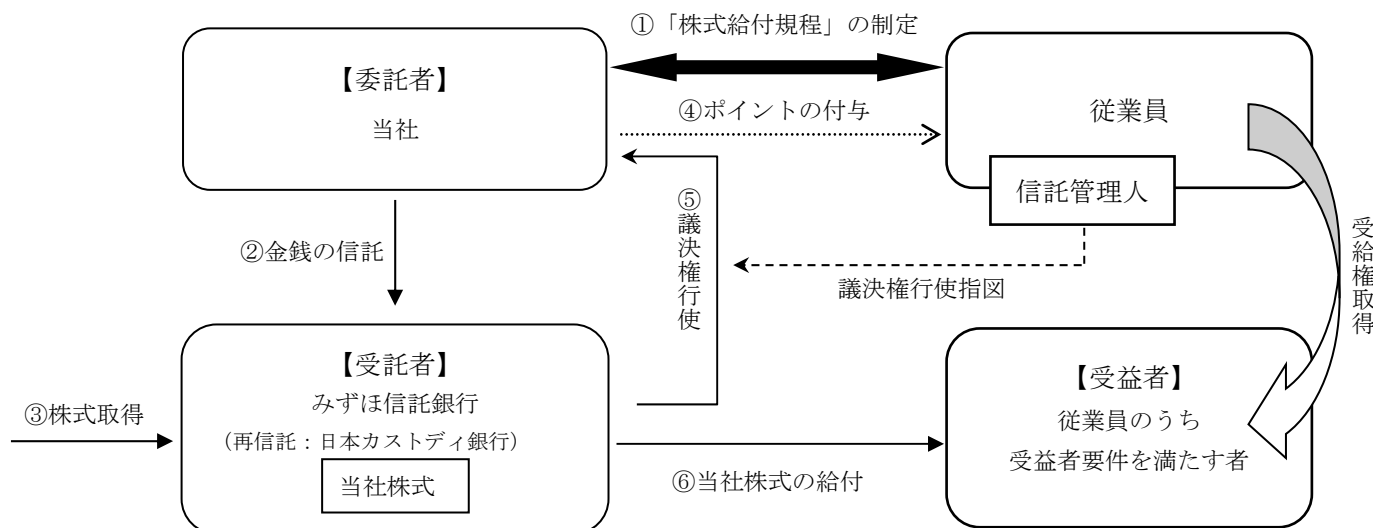 ①「株式給付規程」の制定
【委託者】
当社
従業員
④ポイントの付与
信託管理人
②金銭の信託
⑤議決権行使
議決権行使指図
受給権取得
【受託者】
みずほ信託銀行
（再信託：日本カストディ銀行）
当社株式
③株式取得
【受益者】
従業員のうち
受益者要件を満たす者
⑥当社株式の給付